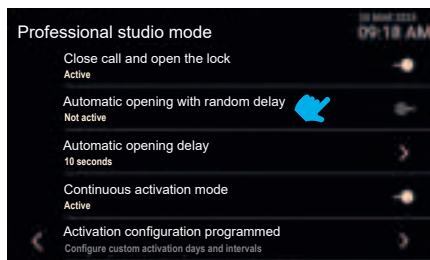 Professional studio mode
09:18 AM
Close call and open the lock
Active
Automatic opening with random delay
Not active
Automatic opening delay
10 seconds
Continuous activation mode
Active
Activation configuration programmed
Configure custom activation days and intervals